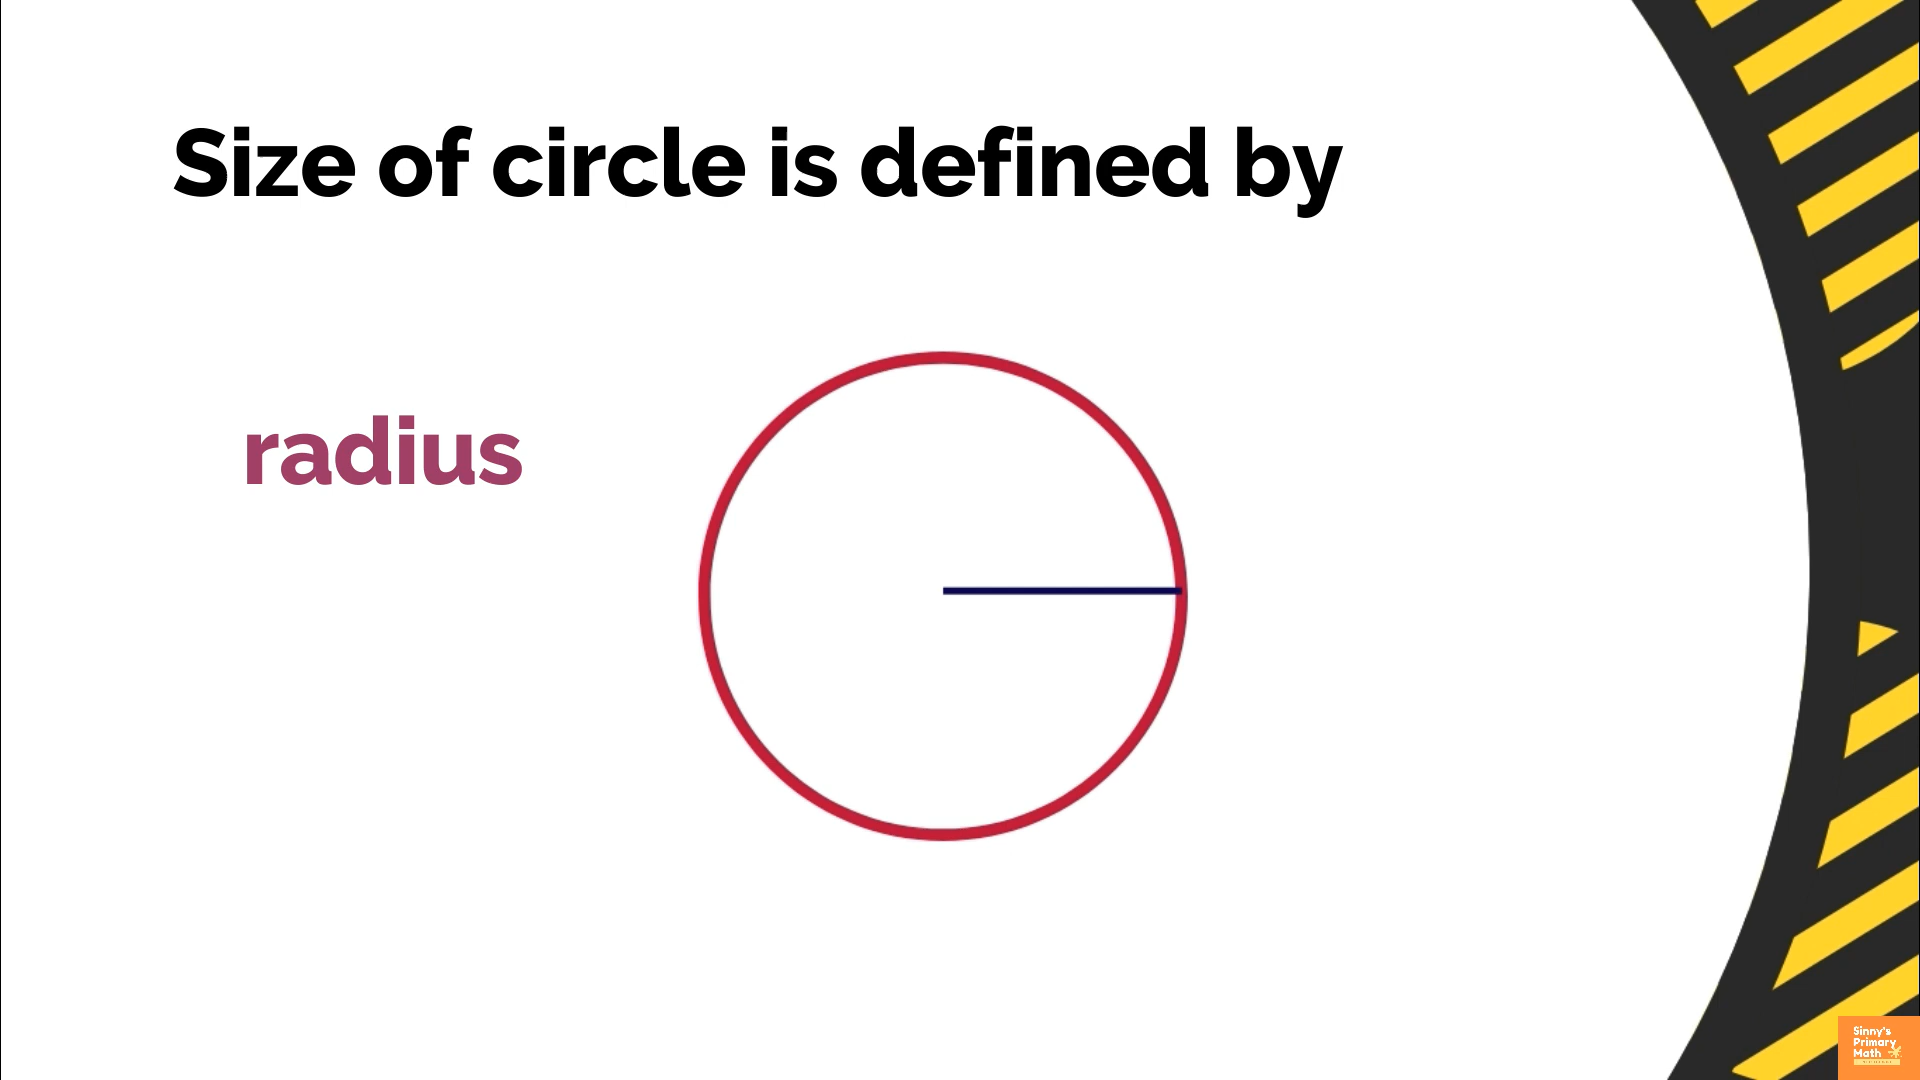 Size of circle is defined by
radius
Sinny's
Primary
Math